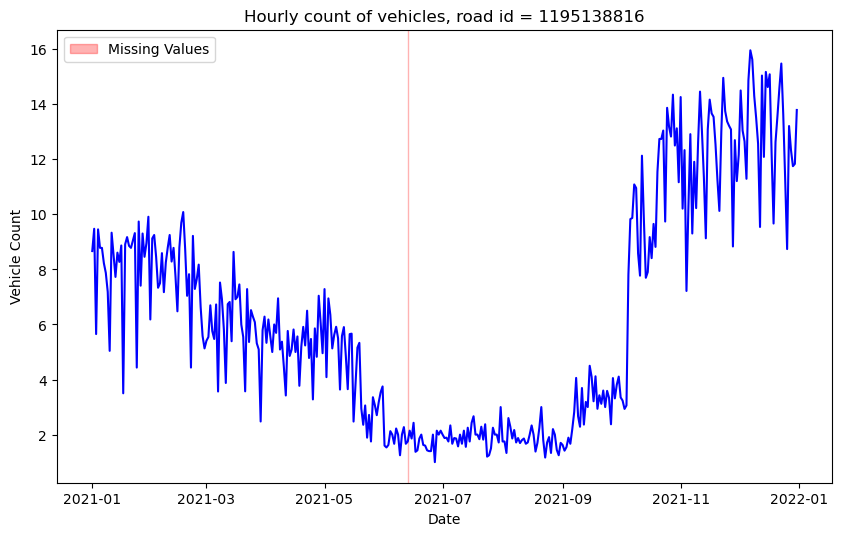 Hourly count of vehicles, road id = 1195138816
Missing Values
16
14
12
10
8
6
4
2
Vehicle Count
2021-01 2021-03 2021-05 2021-07 2021-09 2021-11 2022-01
Date